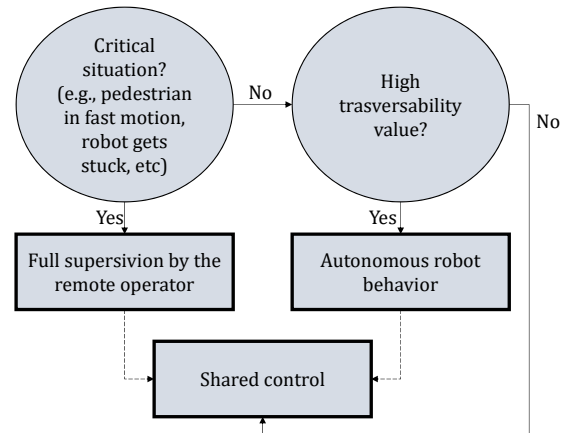 Critical
situation?
(e.g., pedestrian
in fast motion,
robot gets
stuck, etc)
No
High
trasversability
value?
No
Yes
Yes
Full supersivion by the
remote operator
Autonomous robot
behavior
Shared control